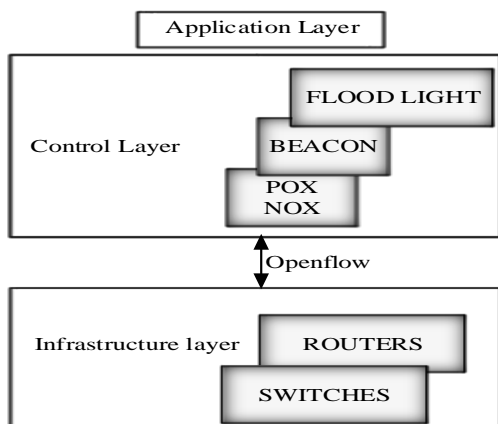 Application Layer
FLOOD LIGHT
Control Layer
BEACON
POX
NOX
Openflow
Infrastructure layer
ROUTERS
SWITCHES